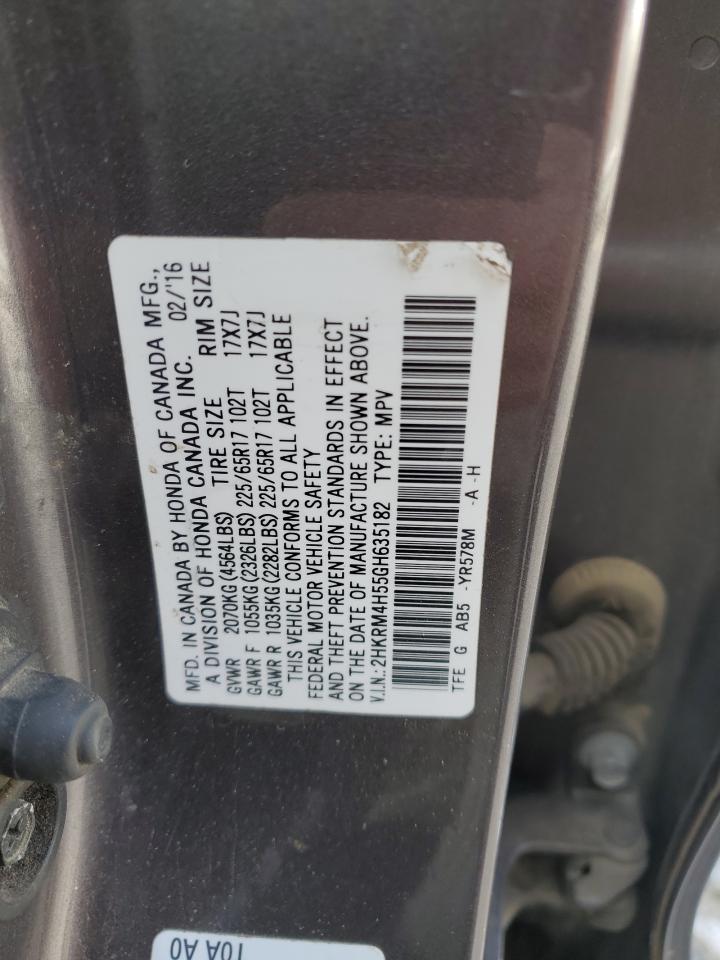 MFD. IN CANADA BY HONDA OF CANADA MFG.,
A DIVISION OF HONDA CANADA INC. 02/'16
GVWR 2070KG(4564LBS) TIRE SIZE RIM SIZE
GAWR F 1055KG(2326LBS) 225/65R17 102T 17X7J
GAWR R 1035KG(2282LBS) 225/65R17 102T 17X7J
THIS VEHICLE CONFORMS TO ALL APPLICABLE
FEDERAL MOTOR VEHICLE SAFETY
AND THEFT PREVENTION STANDARDS IN EFFECT
ON THE DATE OF MANUFACTURE SHOWN ABOVE.
V.I.N.:2HKRM4H55GH635182 TYPE: MPV
TFE G AB5 -YR578M -A -H
T0A A0